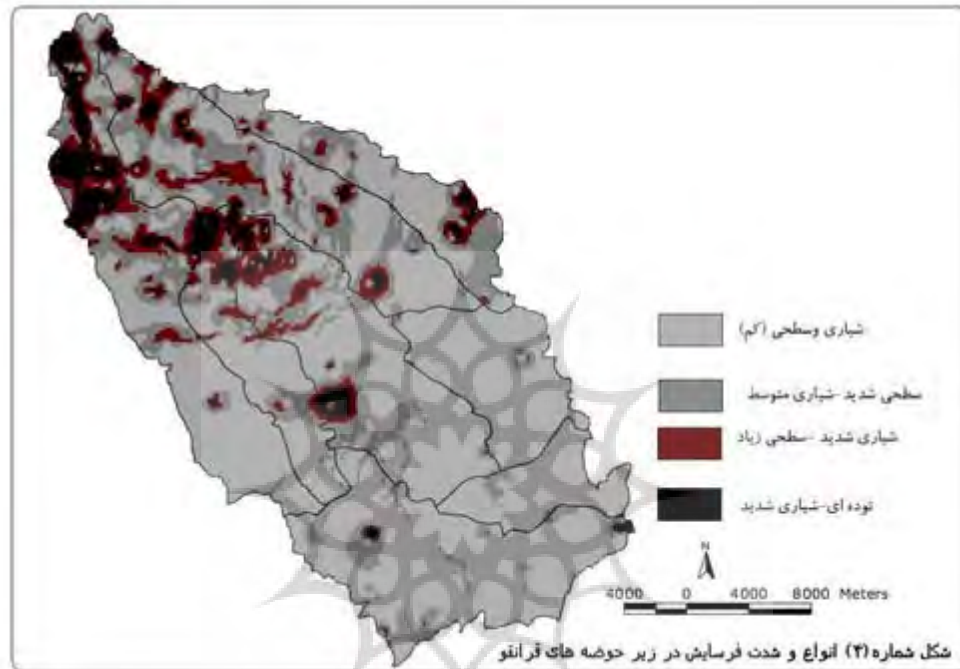 شیاری وسطحی (کم)
سطحی شدید -شیاری متوسط
شیاری شدید -سطحی زیاد
توده ای-شیاری شدید
N
4000 0 4000 8000 Meters
شکل شماره (۴) انواع و شدت فرسایش در زیر حوضه های قرانقو